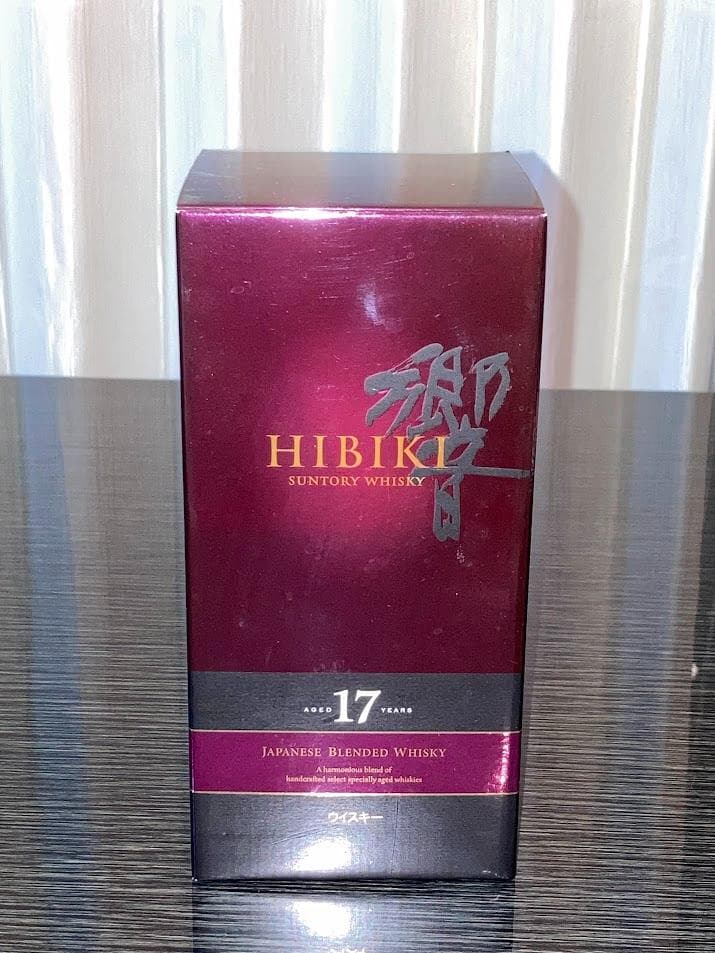 響
HIBIKI
SUNTORY WHISKY
AGED 17 YEARS
JAPANESE BLENDED WHISKY
A harmonious blend of
handcrafted select specially aged whiskies
ウイスキー